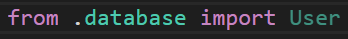 from .database import User